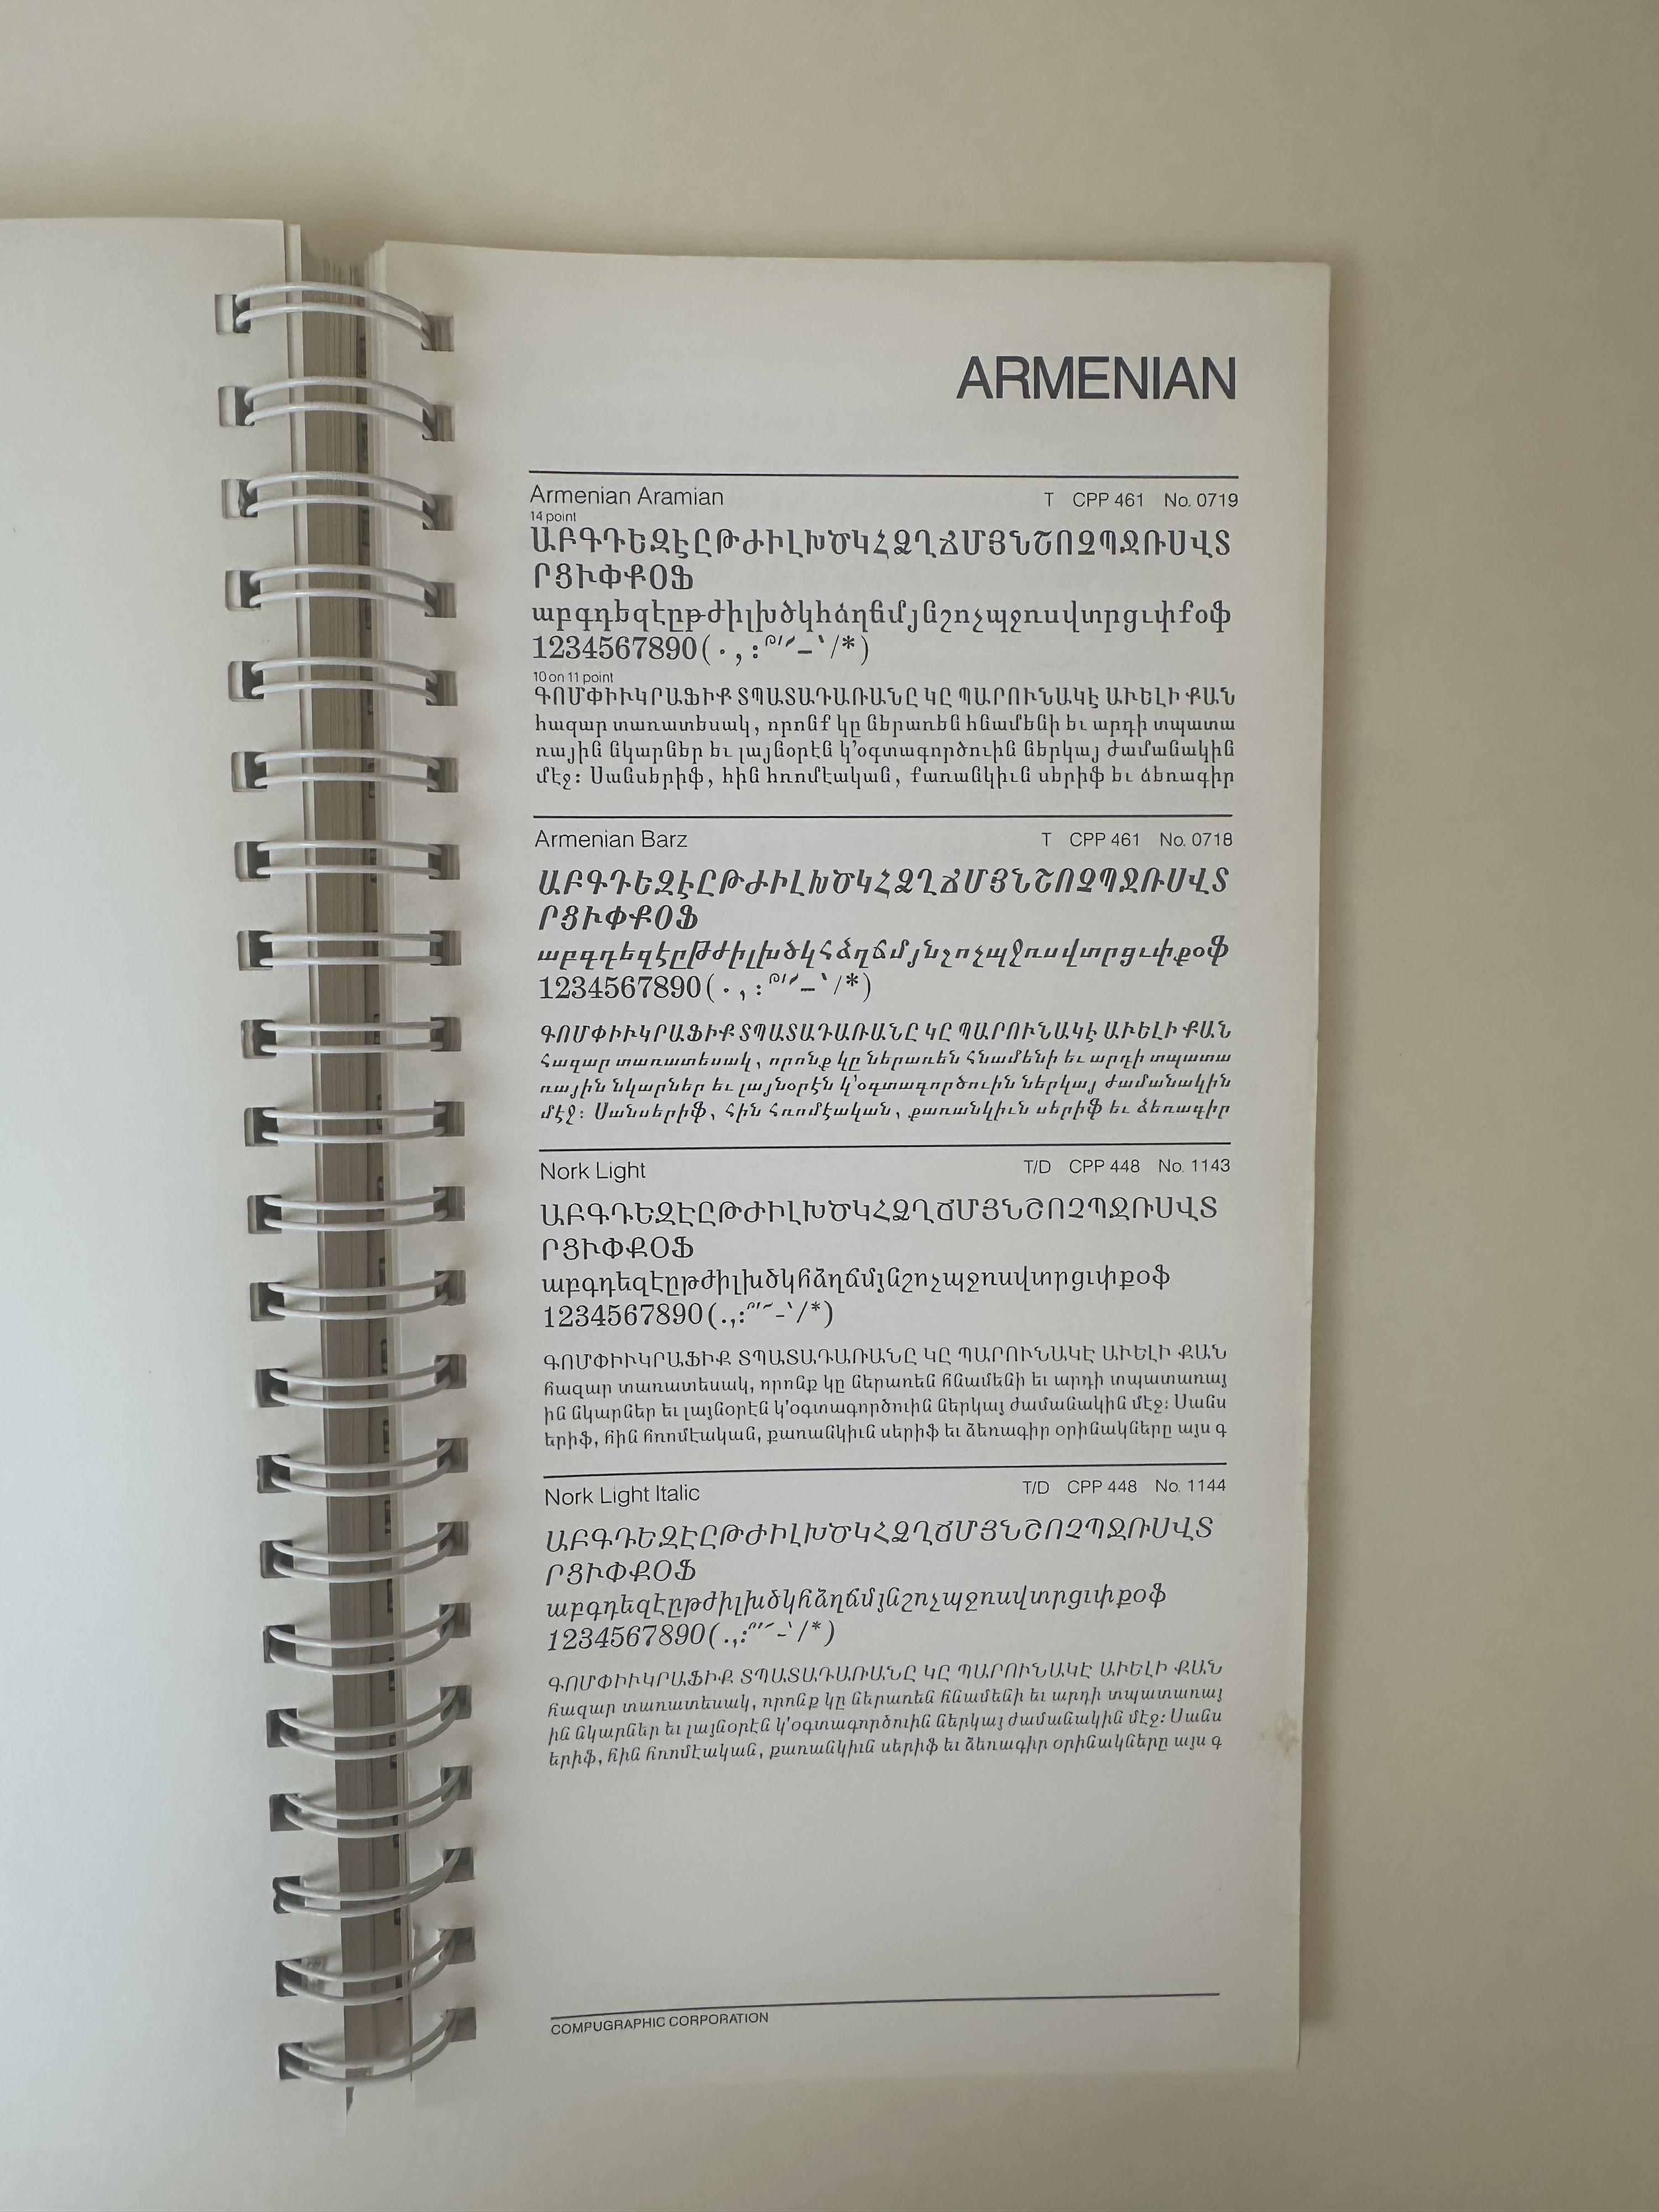 ARMENIAN
Armenian Aramian T CPP 461 No. 0719
14 point
ԱԲԳԴԵԶԷԸԹԺԻԼԽԾԿՀՁՂՃՄՅՆՇՈՉՊՋՌՍՎՏ
ՐՑՒՓՔՕՖ
աբգդեզէըթժիլխծկհձղճմյնշոչպջռսվտրցւփքօֆ
1234567890(․,:՞՛՜–՝/*)
10 on 11 point
ԳՈՄՓԻՒԿՐԱՖԻՔ ՏՊԱՏԱԴԱՌԱՆԸ ԿԸ ՊԱՐՈՒՆԱԿԷ ԱՒԵԼԻ ՔԱՆ
հազար տառատեսակ, որոնք կը ներառեն հնամենի եւ արդի տպատա
ռային նկարներ եւ լայնօրէն կ՚օգտագործուին ներկայ ժամանակին
մէջ: Սանսերիֆ, հին հռոմէական, քառանկիւն սերիֆ եւ ձեռագիր
Armenian Barz T CPP 461 No. 0718
ԱԲԳԴԵԶԷԸԹԺԻԼԽԾԿՀՁՂՃՄՅՆՇՈՉՊՋՌՍՎՏ
ՐՑՒՓՔՕՖ
աբգդեզէըթժիլխծկհձղճմյնշոչպջռսվտրցւփքօֆ
1234567890(․,:՞՛՜–՝/*)
ԳՈՄՓԻՒԿՐԱՖԻՔ ՏՊԱՏԱԴԱՌԱՆԸ ԿԸ ՊԱՐՈՒՆԱԿԷ ԱՒԵԼԻ ՔԱՆ
հազար տառատեսակ, որոնք կը ներառեն հնամենի եւ արդի տպատա
ռային նկարներ եւ լայնօրէն կ՚օգտագործուին ներկայ ժամանակին
մէջ: Սանսերիֆ, հին հռոմէական, քառանկիւն սերիֆ եւ ձեռագիր
Nork Light T/D CPP 448 No. 1143
ԱԲԳԴԵԶԷԸԹԺԻԼԽԾԿՀՁՂՃՄՅՆՇՈՉՊՋՌՍՎՏ
ՐՑՒՓՔՕՖ
աբգդեզէըթժիլխծկհձղճմյնշոչպջռսվտրցւփքօֆ
1234567890(.,:՞՛՜-՝/*)
ԳՈՄՓԻՒԿՐԱՖԻՔ ՏՊԱՏԱԴԱՌԱՆԸ ԿԸ ՊԱՐՈՒՆԱԿԷ ԱՒԵԼԻ ՔԱՆ
հազար տառատեսակ, որոնք կը ներառեն հնամենի եւ արդի տպատառայ
ին նկարներ եւ լայնօրէն կ՚օգտագործուին ներկայ ժամանակին մէջ: Սանս
երիֆ, հին հռոմէական, քառանկիւն սերիֆ եւ ձեռագիր օրինակները այս գ
Nork Light Italic T/D CPP 448 No. 1144
ԱԲԳԴԵԶԷԸԹԺԻԼԽԾԿՀՁՂՃՄՅՆՇՈՉՊՋՌՍՎՏ
ՐՑՒՓՔՕՖ
աբգդեզէըթժիլխծկհձղճմյնշոչպջռսվտրցւփքօֆ
1234567890(.,:՞՛՜-՝/*)
ԳՈՄՓԻՒԿՐԱՖԻՔ ՏՊԱՏԱԴԱՌԱՆԸ ԿԸ ՊԱՐՈՒՆԱԿԷ ԱՒԵԼԻ ՔԱՆ
հազար տառատեսակ, որոնք կը ներառեն հնամենի եւ արդի տպատառայ
ին նկարներ եւ լայնօրէն կ՚օգտագործուին ներկայ ժամանակին մէջ: Սանս
երիֆ, հին հռոմէական, քառանկիւն սերիֆ եւ ձեռագիր օրինակները այս գ
COMPUGRAPHIC CORPORATION